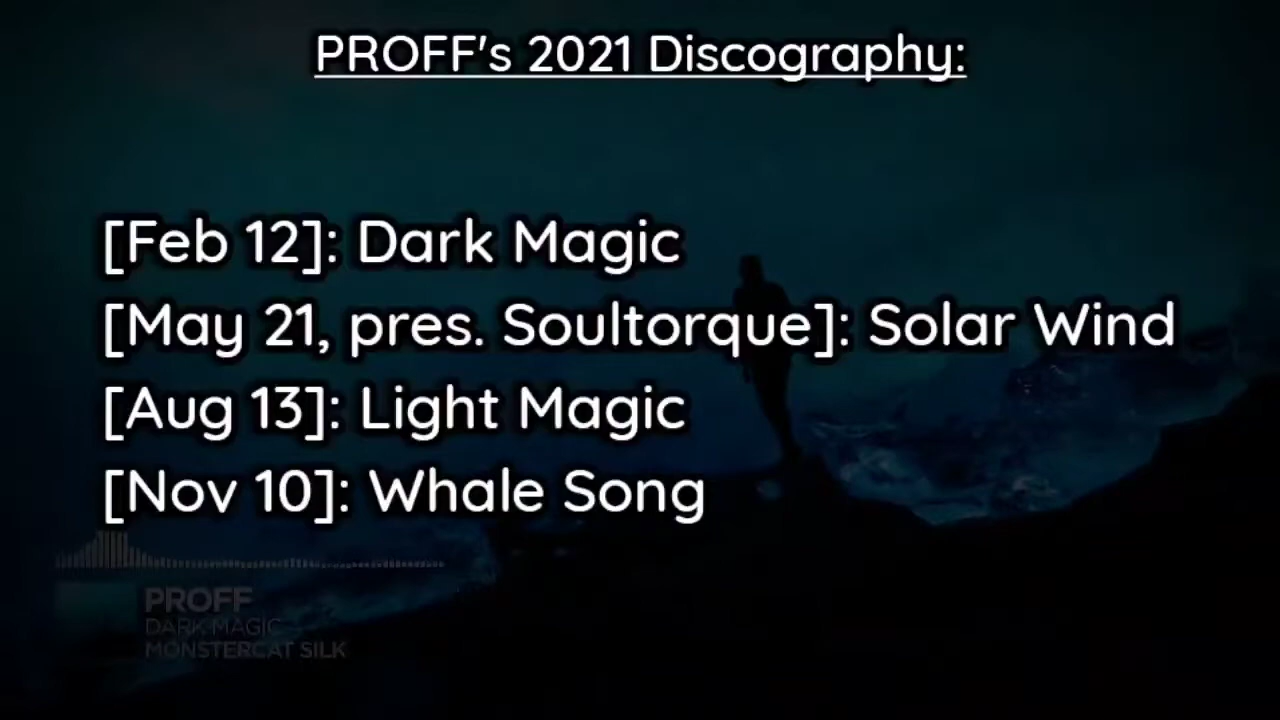 PROFF's 2021 Discography:
[Feb 12]: Dark Magic
[May 21, pres. Soultorque]: Solar Wind
[Aug 13]: Light Magic
[Nov 10]: Whale Song
PROFF
DARK MAGIC
MONSTERCAT SILK